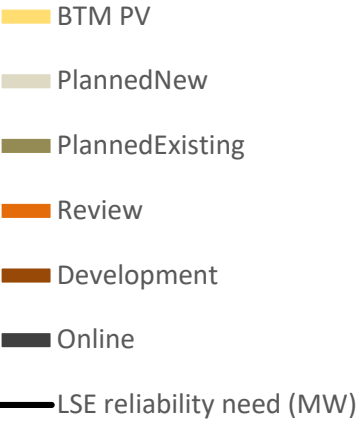 BTM PV
PlannedNew
PlannedExisting
Review
Development
Online
LSE reliability need (MW)